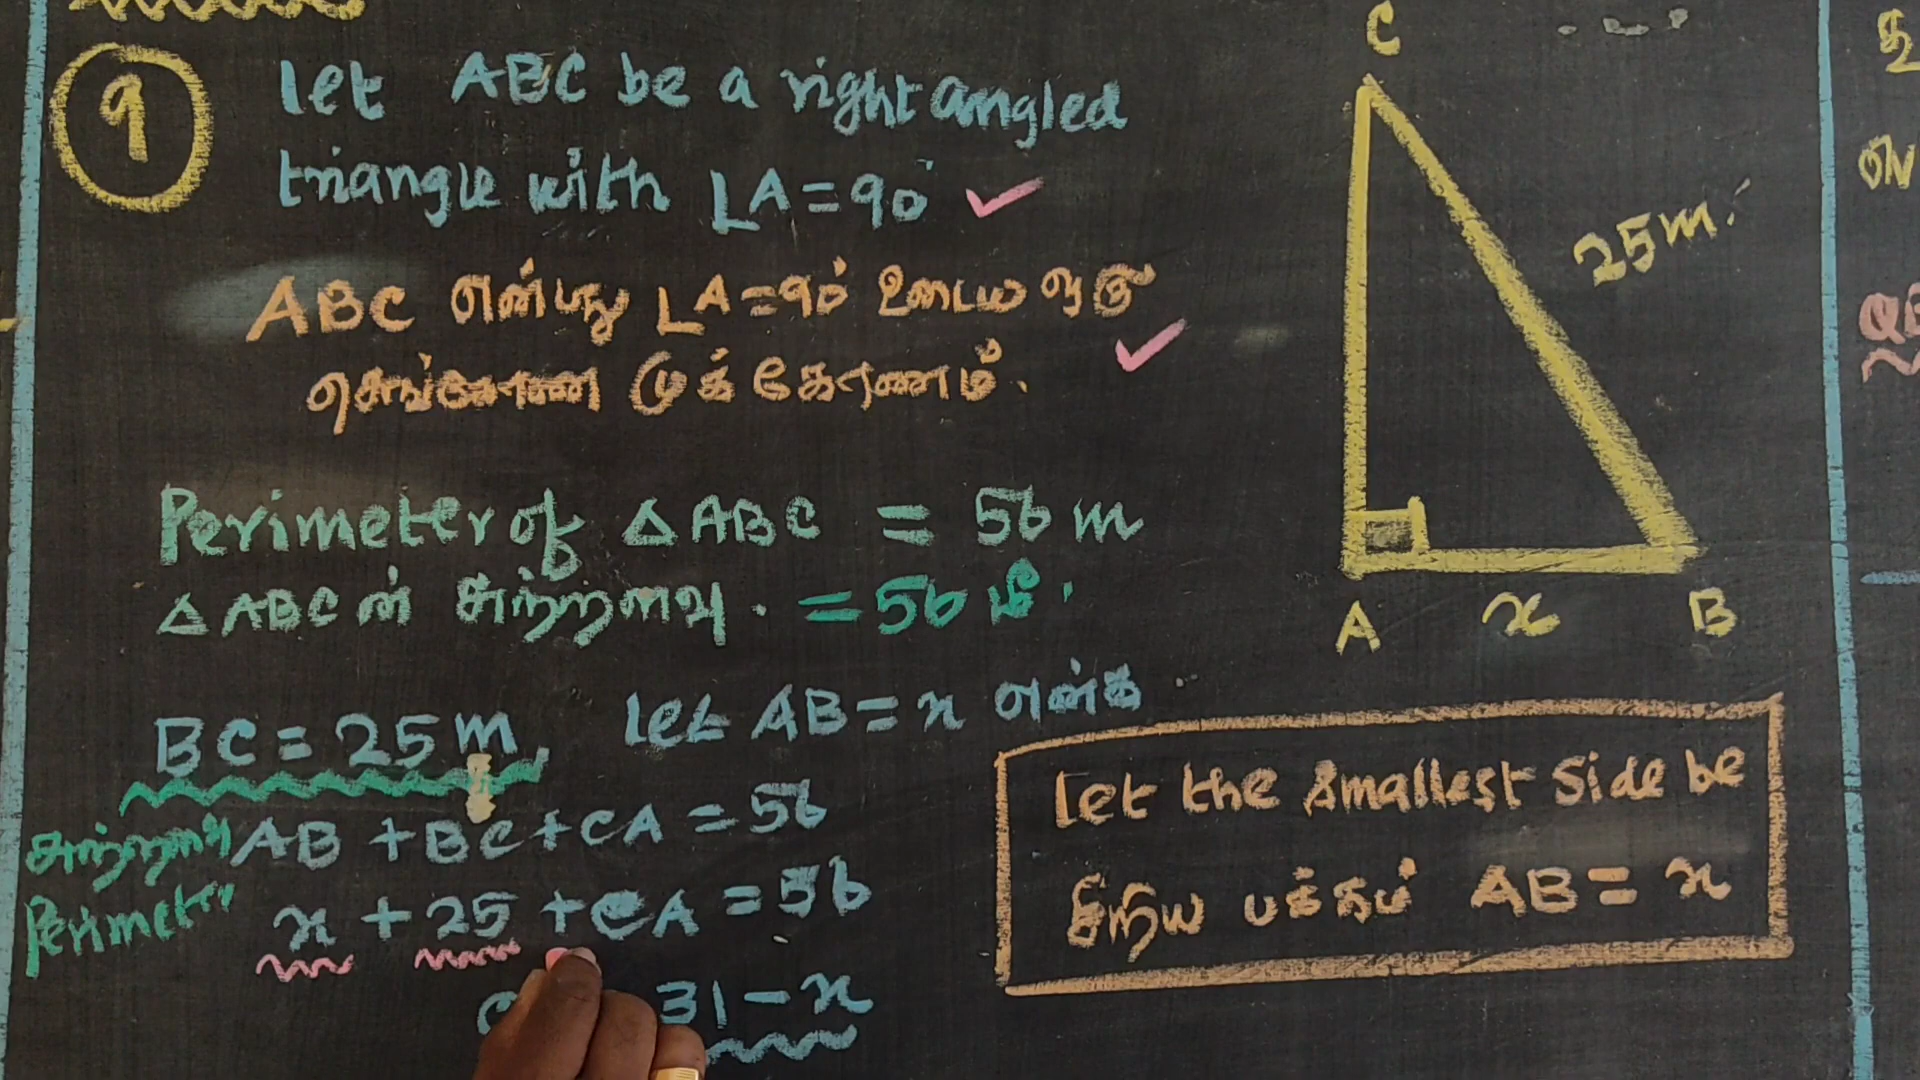 9
let ABC be a right angled
triangle with ∟A=90°
ABC என்பது ∟A=90° உடைய ஒரு
செங்கோண முக்கோணம்.
Perimeter of △ABC = 56 m
△ABC ன் சுற்றளவு. =56 மீ.
BC=25m, let AB=x என்க
சுற்றளவு AB+BC+CA=56
Perimeter x+25+CA=56
31-x
C
25m.
A x B
let the smallest side be
சிறிய பக்கம் AB=x